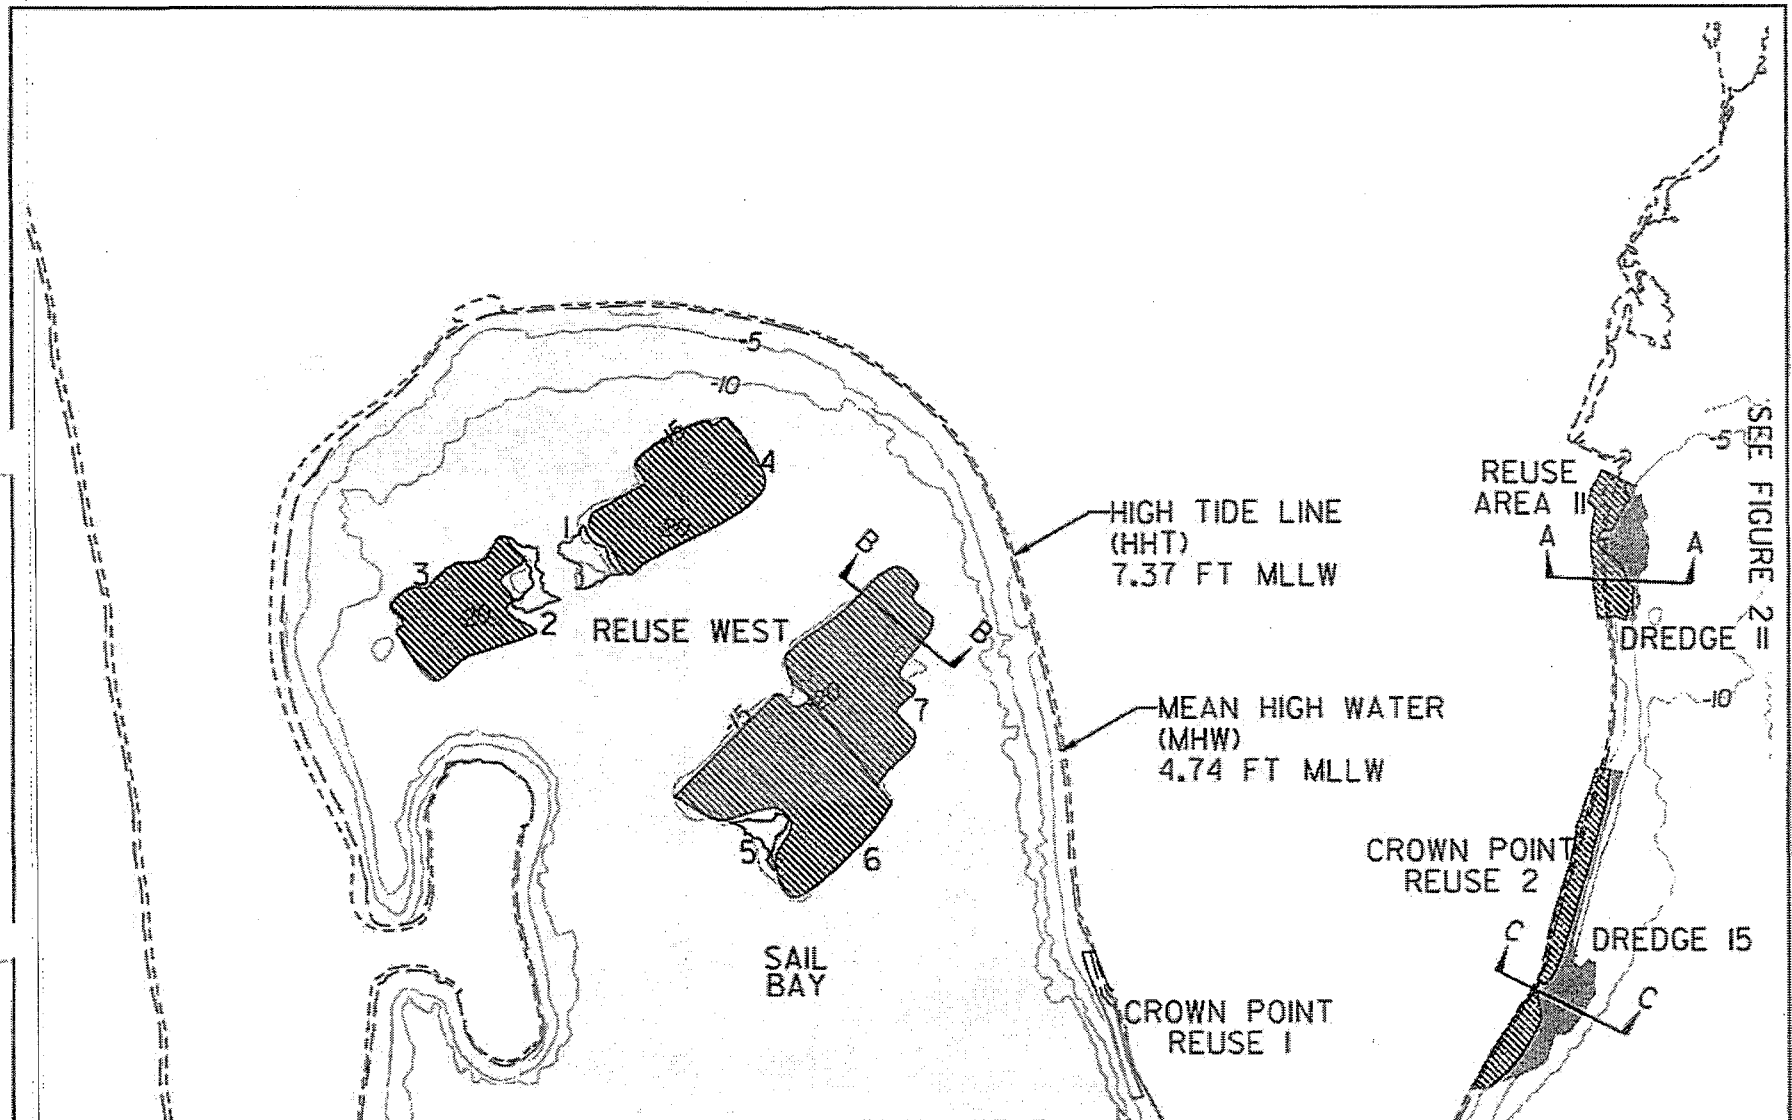 -5
-10
-15
4
-20
1
3
-20
2
REUSE WEST
B
B
-15
-20
7
5
6
SAIL
BAY
HIGH TIDE LINE
(HHT)
7.37 FT MLLW
MEAN HIGH WATER
(MHW)
4.74 FT MLLW
CROWN POINT
REUSE 1
REUSE
AREA 11
A
A
-5
SEE FIGURE 2
DREDGE 11
-10
CROWN POINT
REUSE 2
C
DREDGE 15
C